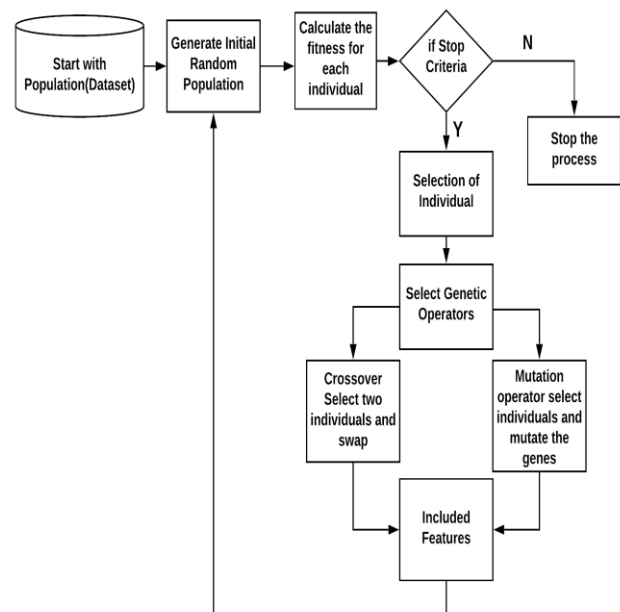 Start with
Population(Dataset)
Generate Initial
Random
Population
Calculate the
fitness for
each
individual
if Stop
Criteria
N
Y
Stop the
process
Selection of
Individual
Select Genetic
Operators
Crossover
Select two
individuals and
swap
Mutation
operator select
individuals and
mutate the
genes
Included
Features